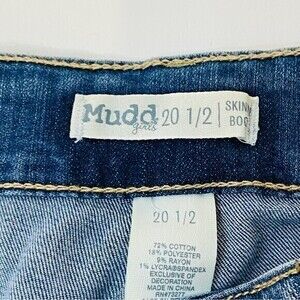 Mudd
girls
20 1/2
SKINN
BOO
20 1/2
72% COTTON
18% POLYESTER
9% RAYON
1% LYCRA/SPANDEX
EXCLUSIVE OF
DECORATION
MADE IN CHINA